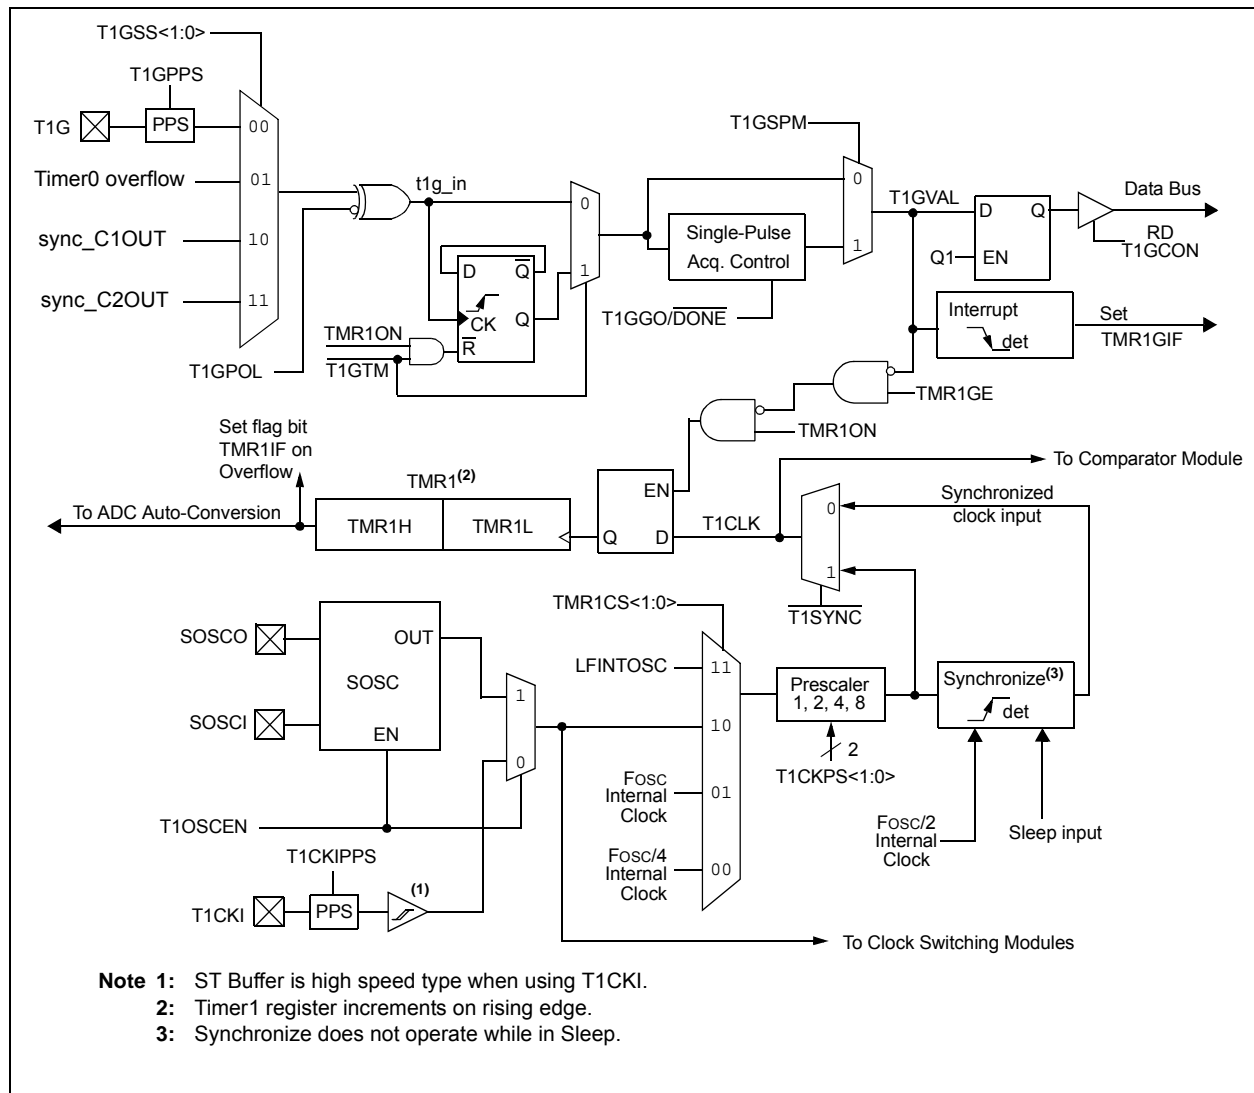 T1GSS<1:0>
T1GPPS
T1G
PPS
00
Timer0 overflow
01
sync_C1OUT
10
sync_C2OUT
11
T1GPOL
t1g_in
0
1
D
Q
CK
Q
R
TMR1ON
T1GTM
T1GSPM
0
1
Single-Pulse
Acq. Control
T1GGO/DONE
T1GVAL
D
Q
Q1
EN
Data Bus
RD
T1GCON
Interrupt
det
Set
TMR1GIF
TMR1GE
TMR1ON
Set flag bit
TMR1IF on
Overflow
To ADC Auto-Conversion
TMR1(2)
TMR1H
TMR1L
EN
Q
D
T1CLK
To Comparator Module
Synchronized
clock input
0
1
T1SYNC
SOSCO
SOSCI
OUT
SOSC
EN
1
0
T1OSCEN
T1CKIPPS
T1CKI
PPS
(1)
TMR1CS<1:0>
LFINTOSC
11
10
FOSC
Internal
Clock
01
FOSC/4
Internal
Clock
00
Prescaler
1, 2, 4, 8
2
T1CKPS<1:0>
Synchronize(3)
det
FOSC/2
Internal
Clock
Sleep input
To Clock Switching Modules
Note 1: ST Buffer is high speed type when using T1CKI.
2: Timer1 register increments on rising edge.
3: Synchronize does not operate while in Sleep.